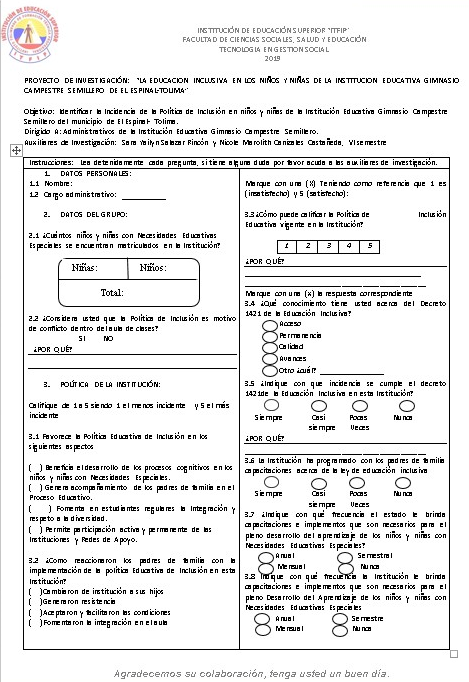 INSTITUCIÓN DE EDUCACIÓN SUPERIOR "ITFIP"
FACULTAD DE CIENCIAS SOCIALES, SALUD Y EDUCACIÓN
TECNOLOGIA EN GESTION SOCIAL
2019
PROYECTO DE INVESTIGACIÓN: "LA EDUCACION INCLUSIVA EN LOS NIÑOS Y NIÑAS DE LA INSTITUCION EDUCATIVA GIMNASIO
CAMPESTRE SEMILLERO DE EL ESPINAL-TOLIMA"
Objetivo: Identificar la Incidencia de la Política de Inclusión en niños y niñas de la Institución Educativa Gimnasio Campestre
Semillero del municipio de El Espinal- Tolima.
Dirigido A: Administrativos de la Institución Educativa Gimnasio Campestre Semillero.
Auxiliares de Investigación: Sara Yailyn Salazar Rincón y Nicole Marolith Canizales Castañeda, VI semestre
Instrucciones: Lea detenidamente cada pregunta, si tiene alguna duda por favor acuda a las auxiliares de investigación.
1. DATOS PERSONALES:
1.1 Nombre:
1.2 Cargo administrativo: ________
2. DATOS DEL GRUPO:
2.1 ¿Cuántos niños y niñas con Necesidades Educativas
Especiales se encuentran matriculados en la Institución?
Niñas: Niños:
Total:
2.2 ¿Considera usted que la Política de Inclusión es motivo
de conflicto dentro del aula de clases?
SI NO
¿POR QUÉ?
3. POLÍTICA DE LA INSTITUCIÓN:
Califique de 1 a 5 siendo 1 el menos incidente y 5 el más
incidente
3.1 Favorece la Política Educativa de Inclusión en los
siguientes aspectos
( ) Beneficia el desarrollo de los procesos cognitivos en los
niños y niñas con Necesidades Especiales.
( ) Genera acompañamiento de los padres de familia en el
Proceso Educativo.
( ) Fomenta en estudiantes regulares la Integración y
respeto a la diversidad.
( ) Permite participación activa y permanente de las
Instituciones y Redes de Apoyo.
3.2 ¿Como reaccionaron los padres de familia con la
implementación de la política Educativa de Inclusión en esta
Institución?
( )Cambiaron de institución a sus hijos
( )Generaron resistencia
( )Aceptaron y facilitaron las condiciones
( )Fomentaron la integración en el aula
Marque con una (X) Teniendo como referencia que 1 es
(insatisfecho) y 5 (satisfecho):
3.3 ¿Cómo puede calificar la Política de Inclusión
Educativa vigente en la Institución?
1 2 3 4 5
¿POR QUÉ?
Marque con una (x) la respuesta correspondiente
3.4 ¿Qué conocimiento tiene usted acerca del Decreto
1421 de la Educación Inclusiva?
Acceso
Permanencia
Calidad
Avances
Otro ¿cuál? ________
3.5 ¿Indique con que incidencia se cumple el decreto
1421de la Educación Inclusiva en esta Institución?
Siempre Casi siempre Pocas Veces Nunca
¿POR QUÉ?
3.6 La Institución ha programado con los padres de familia
capacitaciones acerca de la ley de educación inclusiva
Siempre Casi siempre Pocas Veces Nunca
3.7 ¿Indique con qué frecuencia el estado le brinda
capacitaciones e implementos que son necesarios para el
pleno desarrollo del aprendizaje de los niños y niñas con
Necesidades Educativas Especiales?
Anual Semestral
Mensual Nunca
3.8 Indique con qué frecuencia la Institución le brinda
capacitaciones e implementos que son necesarios para el
pleno Desarrollo del Aprendizaje de los niños y niñas con
Necesidades Educativas Especiales
Anual Semestre
Mensual Nunca
Agradecemos su colaboración, tenga usted un buen día.